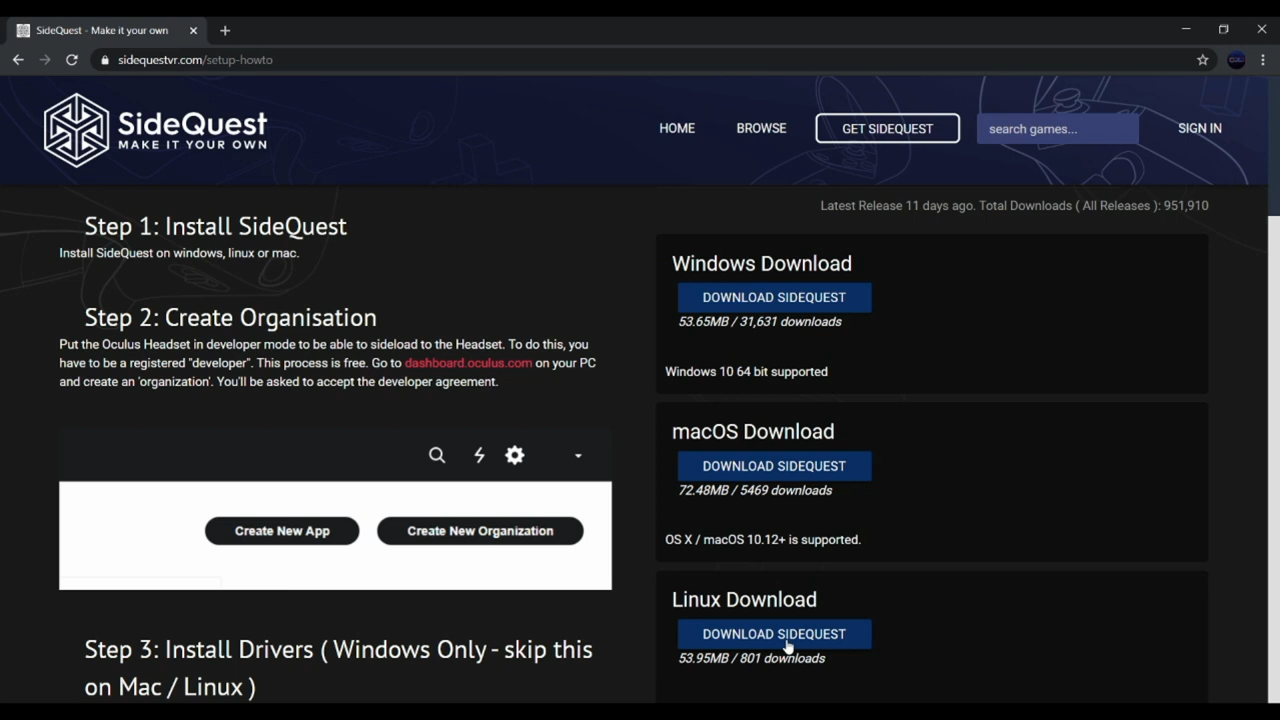 SideQuest - Make it your own
sidequestvr.com/setup-howto
SideQuest
MAKE IT YOUR OWN
HOME
BROWSE
GET SIDEQUEST
search games...
SIGN IN
Latest Release 11 days ago. Total Downloads ( All Releases ): 951,910
Step 1: Install SideQuest
Install SideQuest on windows, linux or mac.
Step 2: Create Organisation
Put the Oculus Headset in developer mode to be able to sideload to the Headset. To do this, you
have to be a registered "developer". This process is free. Go to dashboard.oculus.com on your PC
and create an 'organization'. You'll be asked to accept the developer agreement.
Create New App
Create New Organization
Step 3: Install Drivers ( Windows Only - skip this
on Mac / Linux )
Windows Download
DOWNLOAD SIDEQUEST
53.65MB / 31,631 downloads
Windows 10 64 bit supported
macOS Download
DOWNLOAD SIDEQUEST
72.48MB / 5469 downloads
OS X / macOS 10.12+ is supported.
Linux Download
DOWNLOAD SIDEQUEST
53.95MB / 801 downloads